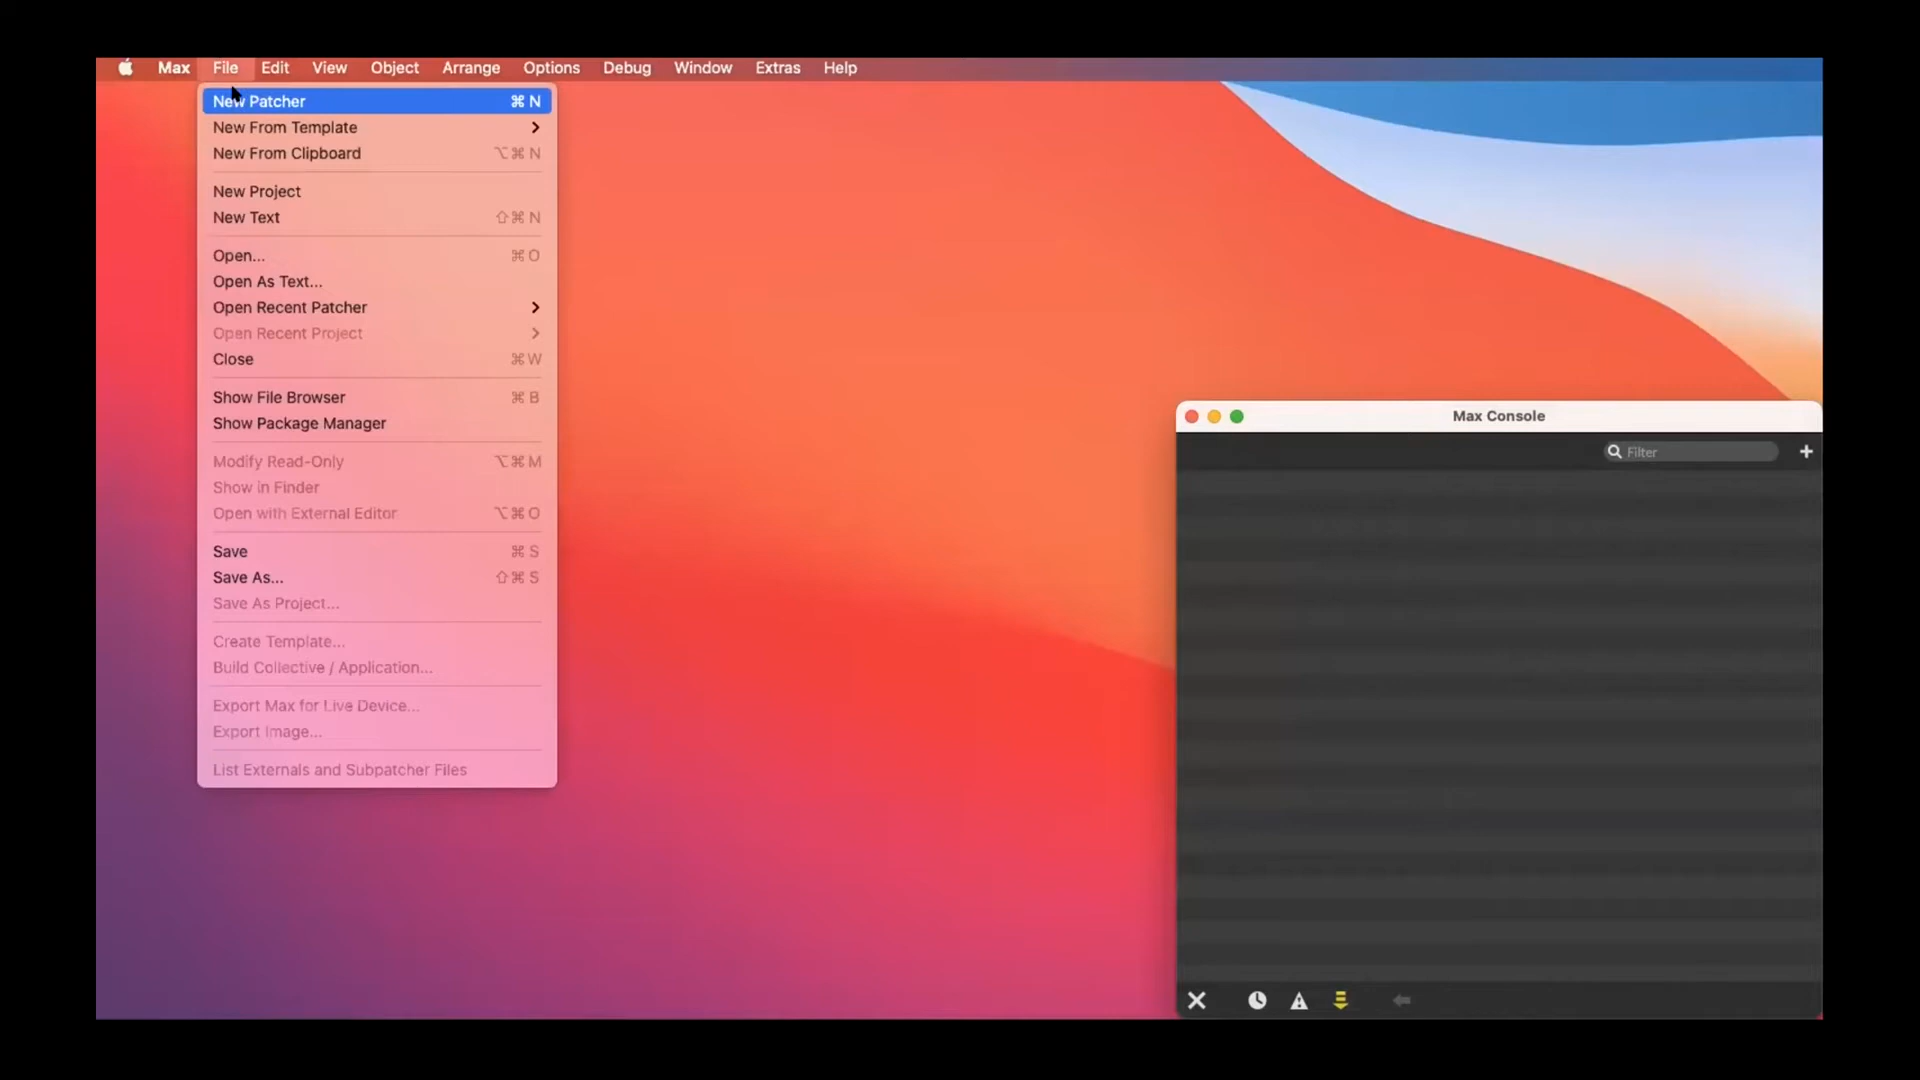 Max File Edit View Object Arrange Options Debug Window Extras Help
New Patcher ⌘ N
New From Template
New From Clipboard ⌥⌘ N
New Project
New Text ⇧⌘ N
Open... ⌘ O
Open As Text...
Open Recent Patcher
Open Recent Project
Close ⌘ W
Show File Browser ⌘ B
Show Package Manager
Modify Read-Only ⌥⌘ M
Show in Finder
Open with External Editor ⌥⌘ O
Save ⌘ S
Save As... ⇧⌘ S
Save As Project...
Create Template...
Build Collective / Application...
Export Max for Live Device...
Export Image...
List Externals and Subpatcher Files
Max Console
Filter